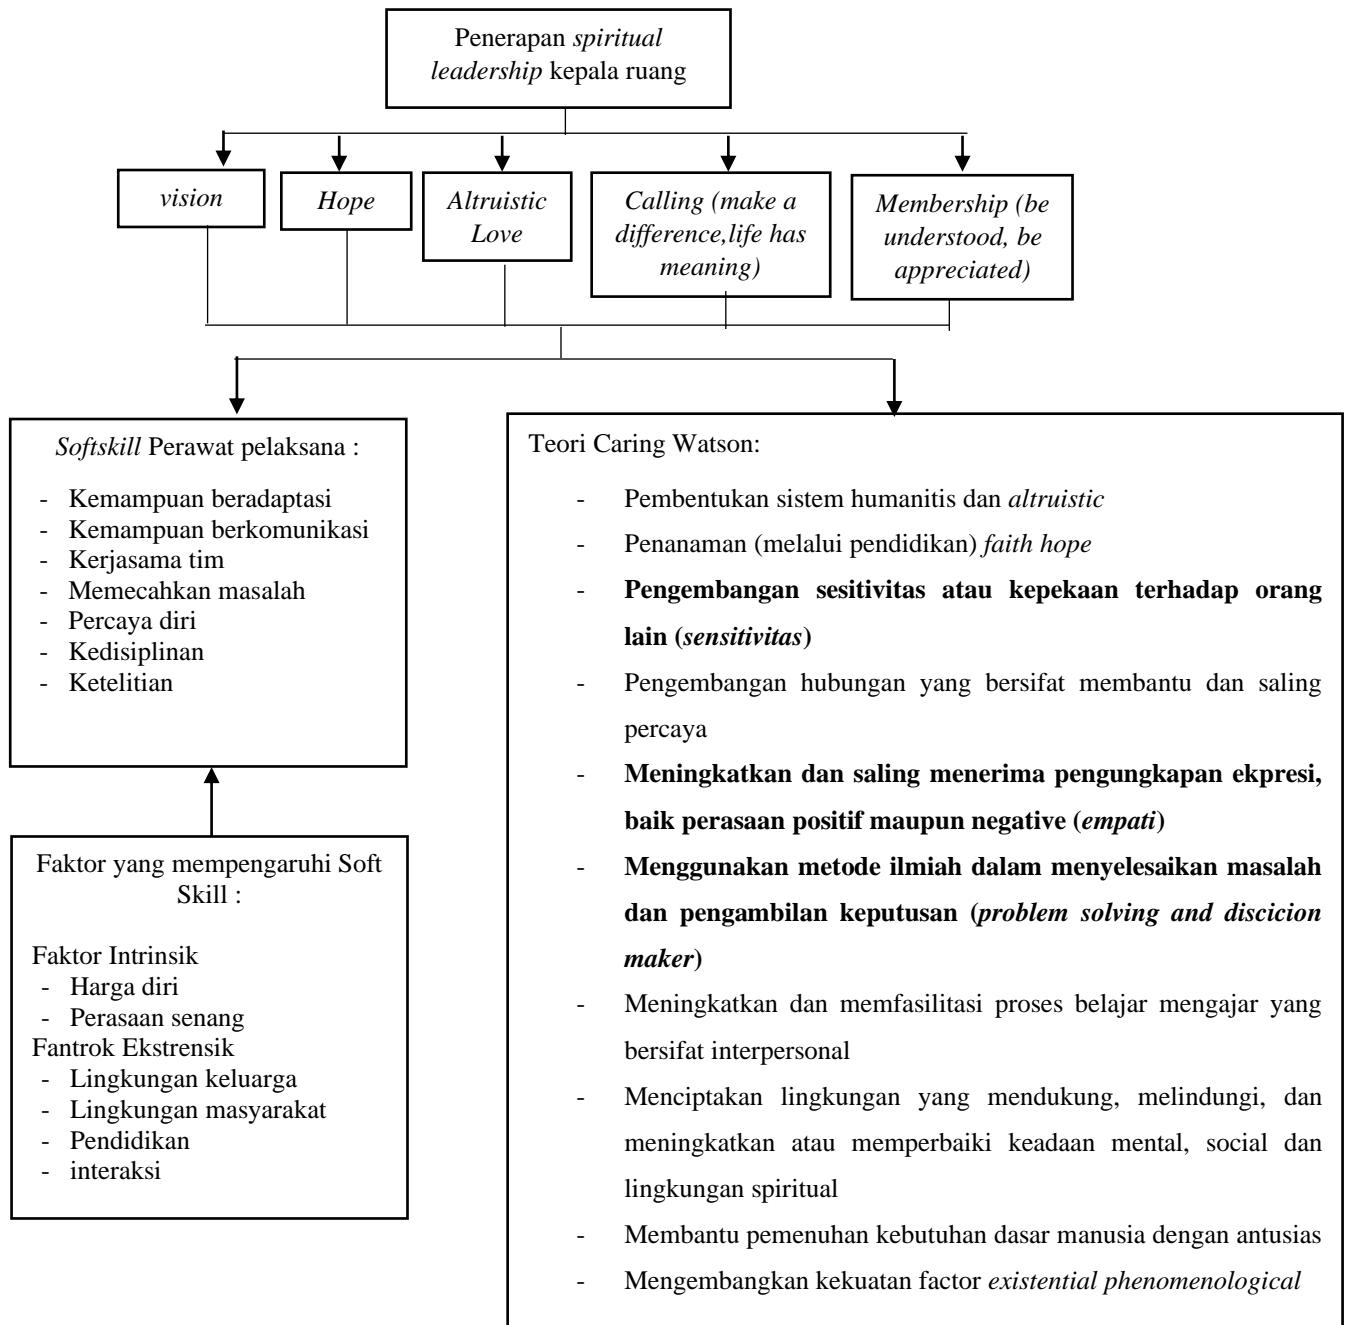 Penerapan spiritual
leadership kepala ruang
vision
Hope
Altruistic
Love
Calling (make a
difference,life has
meaning)
Membership (be
understood, be
appreciated)
Softskill Perawat pelaksana :
- Kemampuan beradaptasi
- Kemampuan berkomunikasi
- Kerjasama tim
- Memecahkan masalah
- Percaya diri
- Kedisiplinan
- Ketelitian
Faktor yang mempengaruhi Soft
Skill :
Faktor Intrinsik
- Harga diri
- Perasaan senang
Fantrok Ekstrensik
- Lingkungan keluarga
- Lingkungan masyarakat
- Pendidikan
- interaksi
Teori Caring Watson:
- Pembentukan sistem humanitis dan altruistic
- Penanaman (melalui pendidikan) faith hope
- Pengembangan sesitivitas atau kepekaan terhadap orang
lain (sensitivitas)
- Pengembangan hubungan yang bersifat membantu dan saling
percaya
- Meningkatkan dan saling menerima pengungkapan ekpresi,
baik perasaan positif maupun negative (empati)
- Menggunakan metode ilmiah dalam menyelesaikan masalah
dan pengambilan keputusan (problem solving and discicion
maker)
- Meningkatkan dan memfasilitasi proses belajar mengajar yang
bersifat interpersonal
- Menciptakan lingkungan yang mendukung, melindungi, dan
meningkatkan atau memperbaiki keadaan mental, social dan
lingkungan spiritual
- Membantu pemenuhan kebutuhan dasar manusia dengan antusias
- Mengembangkan kekuatan factor existential phenomenological